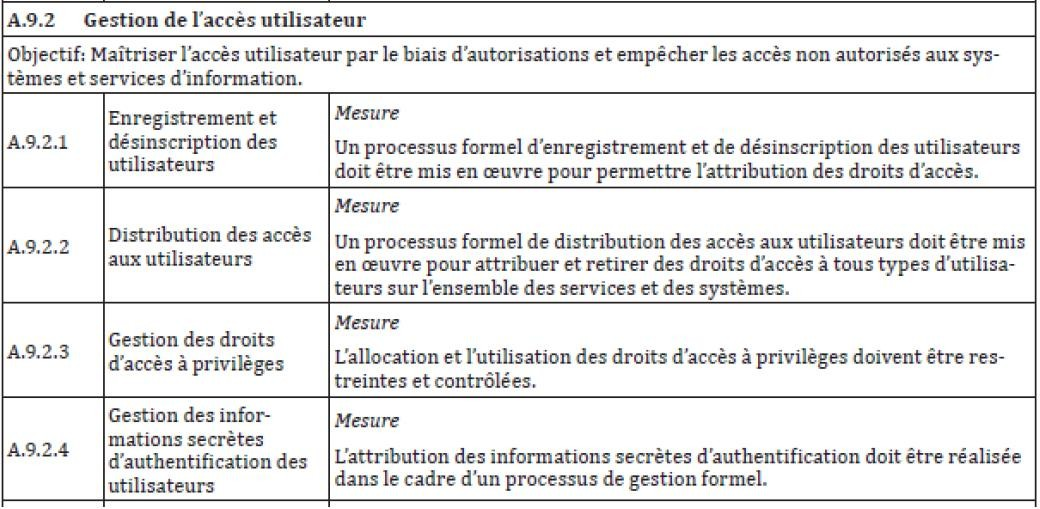 A.9.2 Gestion de l'accès utilisateur
Objectif: Maîtriser l'accès utilisateur par le biais d'autorisations et empêcher les accès non autorisés aux sys-
tèmes et services d'information.
A.9.2.1
Enregistrement et
désinscription des
utilisateurs
Mesure
Un processus formel d'enregistrement et de désinscription des utilisateurs
doit être mis en œuvre pour permettre l'attribution des droits d'accès.
A.9.2.2
Distribution des accès
aux utilisateurs
Mesure
Un processus formel de distribution des accès aux utilisateurs doit être mis
en œuvre pour attribuer et retirer des droits d'accès à tous types d'utilisa-
teurs sur l'ensemble des services et des systèmes.
A.9.2.3
Gestion des droits
d'accès à privilèges
Mesure
L'allocation et l'utilisation des droits d'accès à privilèges doivent être res-
treintes et contrôlées.
A.9.2.4
Gestion des infor-
mations secrètes
d'authentification des
utilisateurs
Mesure
L'attribution des informations secrètes d'authentification doit être réalisée
dans le cadre d'un processus de gestion formel.